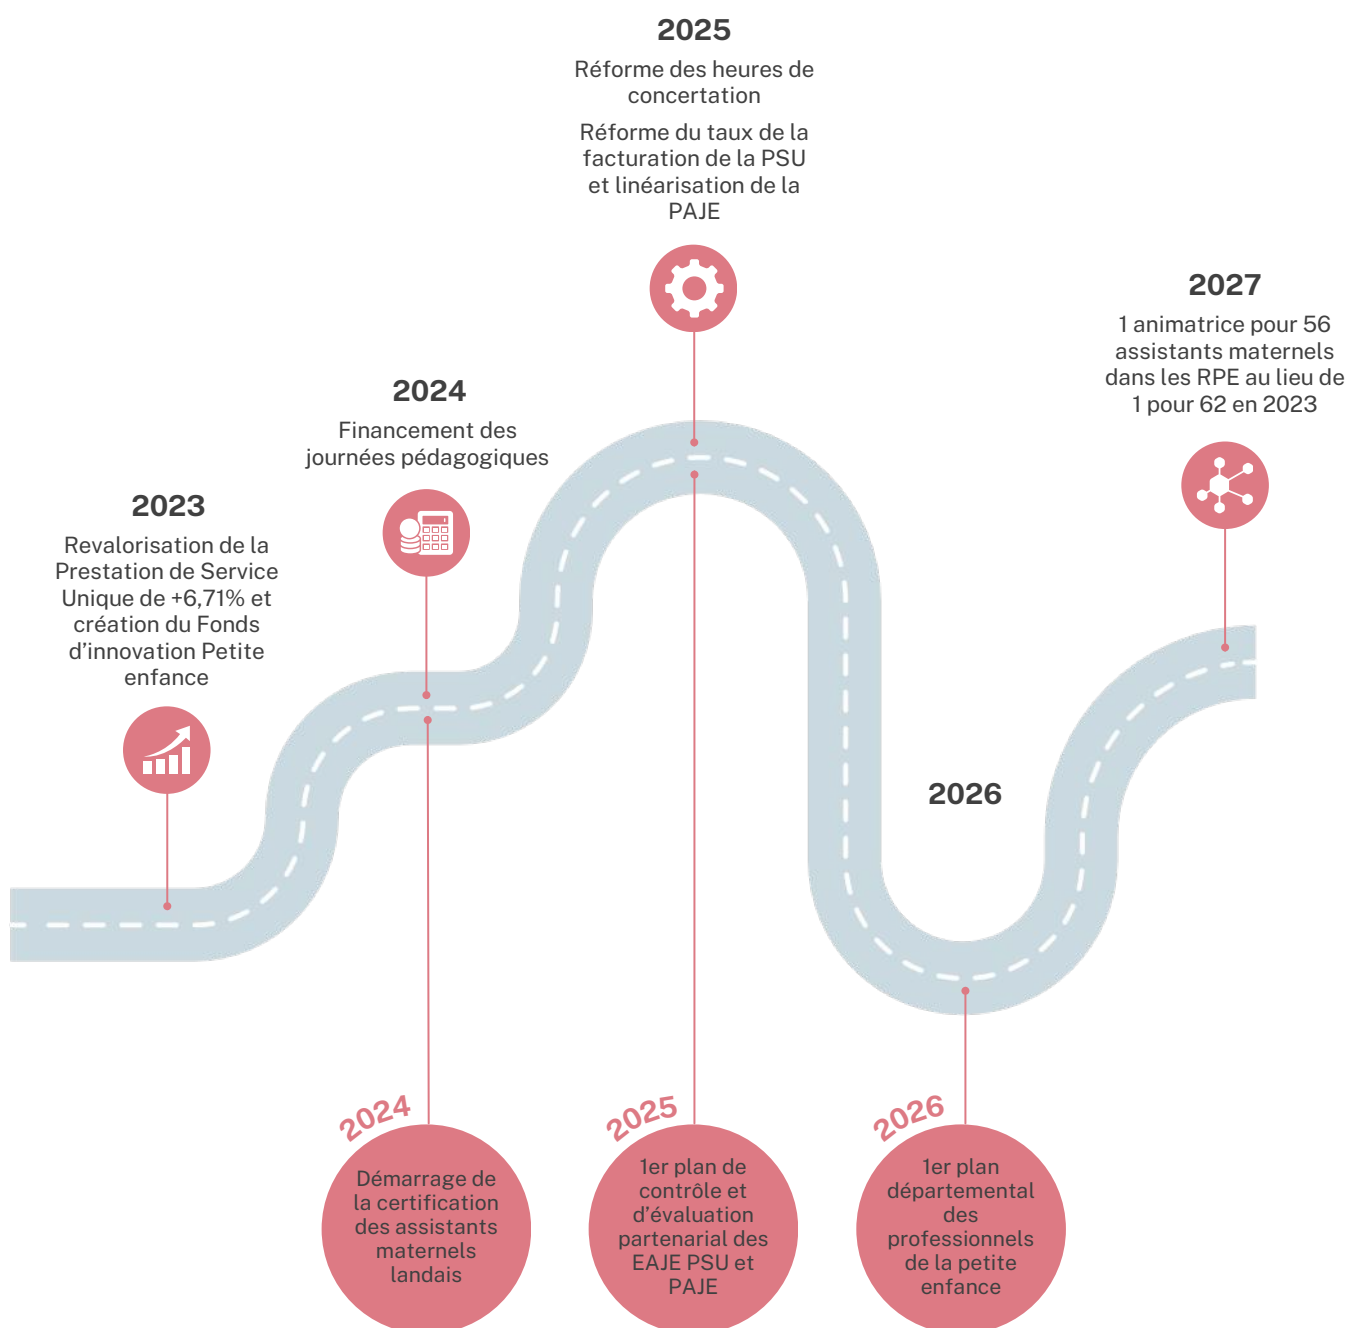 2025
Réforme des heures de
concertation
Réforme du taux de la
facturation de la PSU
et linéarisation de la
PAJE
2027
1 animatrice pour 56
assistants maternels
dans les RPE au lieu de
1 pour 62 en 2023
2024
Financement des
journées pédagogiques
2023
Revalorisation de la
Prestation de Service
Unique de +6,71% et
création du Fonds
d’innovation Petite
enfance
2026
2024
Démarrage de
la certification
des assistants
maternels
landais
2025
1er plan de
contrôle et
d’évaluation
partenarial des
EAJE PSU et
PAJE
2026
1er plan
départemental
des
professionnels
de la petite
enfance